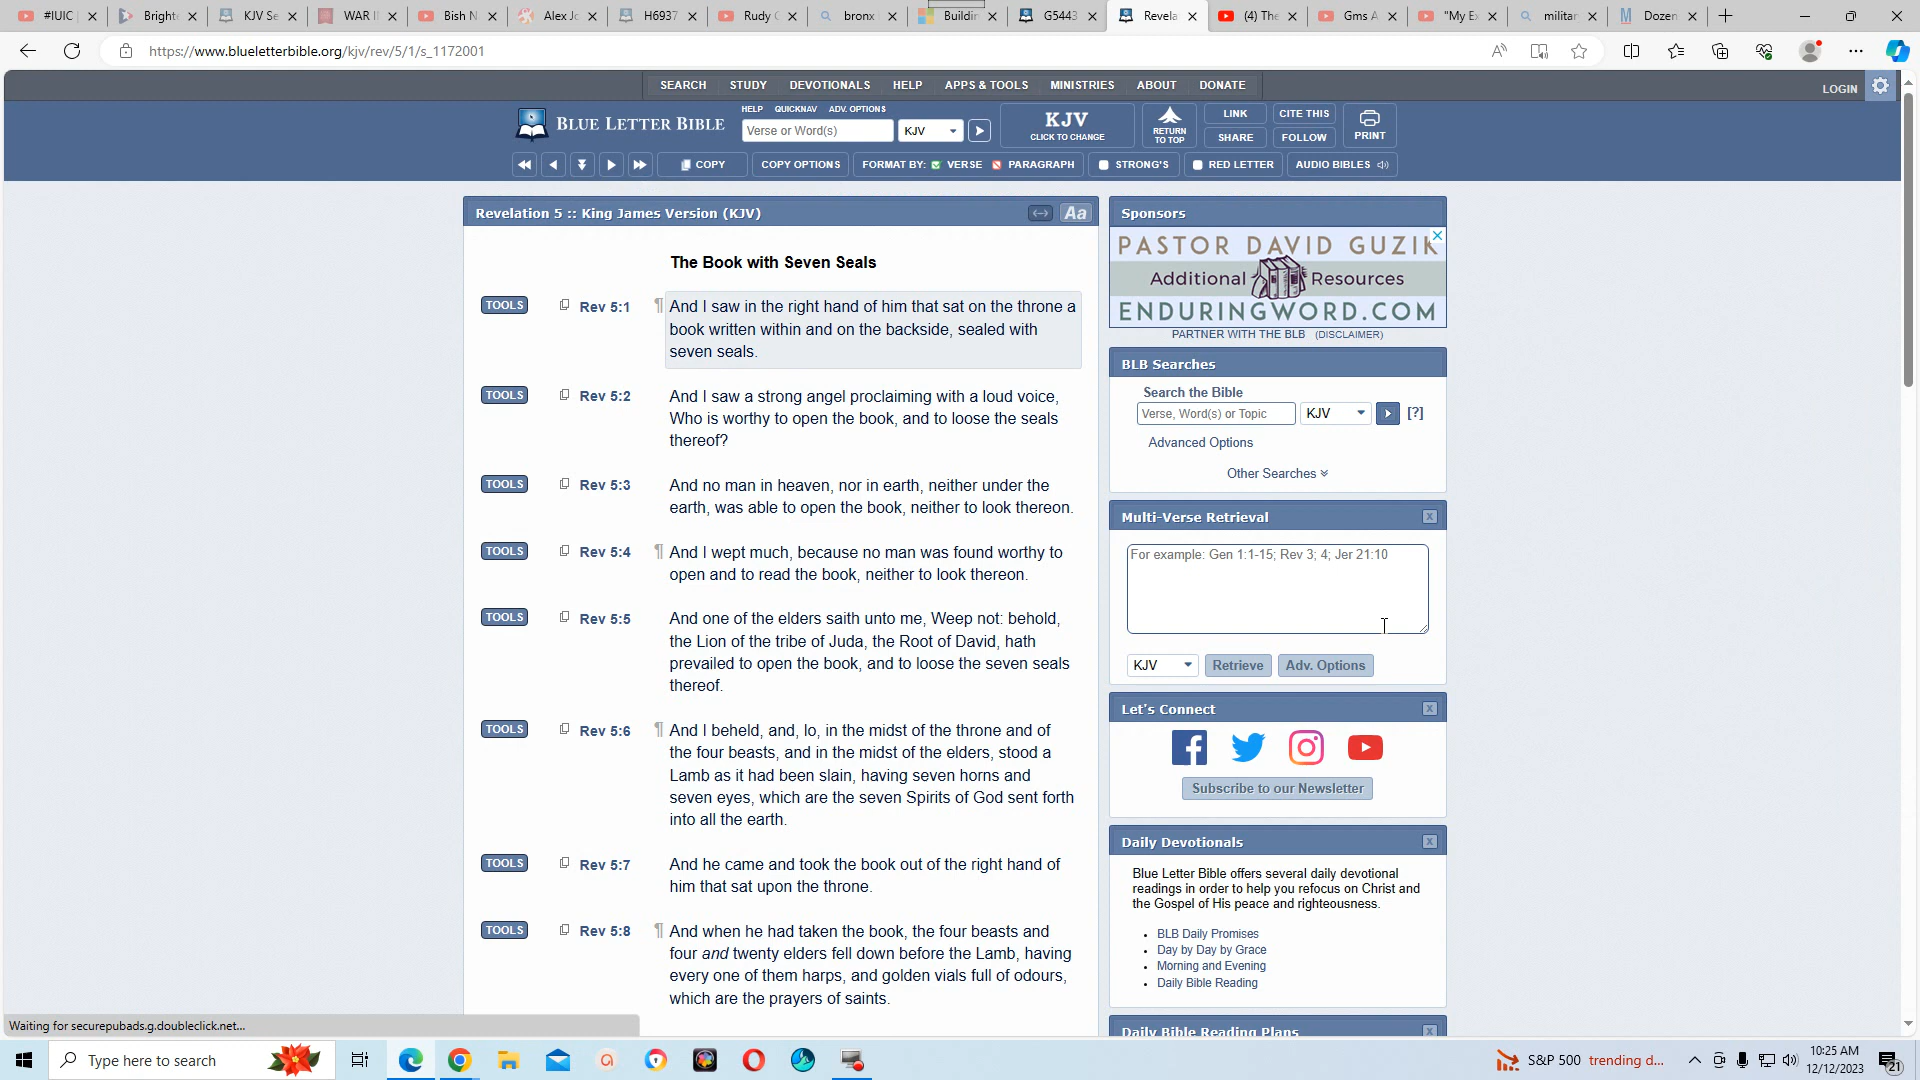 #IUIC
Bright
KJV Se
WAR I
Bish N
Alex Jo
H6937
Rudy G
bronx
Buildin
G5443
Revela
(4) The
Gms A
"My Ex
militar
Dozen
https://www.blueletterbible.org/kjv/rev/5/1/s_1172001
SEARCH STUDY DEVOTIONALS HELP APPS & TOOLS MINISTRIES ABOUT DONATE
LOGIN
BLUE LETTER BIBLE
HELP QUICKNAV ADV. OPTIONS
Verse or Word(s)
KJV
KJV
CLICK TO CHANGE
RETURN
TO TOP
LINK
CITE THIS
SHARE
FOLLOW
PRINT
COPY
COPY OPTIONS
FORMAT BY: VERSE PARAGRAPH
STRONG'S
RED LETTER
AUDIO BIBLES
Revelation 5 :: King James Version (KJV)
Aa
The Book with Seven Seals
TOOLS Rev 5:1 ¶ And I saw in the right hand of him that sat on the throne a
book written within and on the backside, sealed with
seven seals.
TOOLS Rev 5:2 And I saw a strong angel proclaiming with a loud voice,
Who is worthy to open the book, and to loose the seals
thereof?
TOOLS Rev 5:3 And no man in heaven, nor in earth, neither under the
earth, was able to open the book, neither to look thereon.
TOOLS Rev 5:4 ¶ And I wept much, because no man was found worthy to
open and to read the book, neither to look thereon.
TOOLS Rev 5:5 And one of the elders saith unto me, Weep not: behold,
the Lion of the tribe of Juda, the Root of David, hath
prevailed to open the book, and to loose the seven seals
thereof.
TOOLS Rev 5:6 ¶ And I beheld, and, lo, in the midst of the throne and of
the four beasts, and in the midst of the elders, stood a
Lamb as it had been slain, having seven horns and
seven eyes, which are the seven Spirits of God sent forth
into all the earth.
TOOLS Rev 5:7 And he came and took the book out of the right hand of
him that sat upon the throne.
TOOLS Rev 5:8 ¶ And when he had taken the book, the four beasts and
four and twenty elders fell down before the Lamb, having
every one of them harps, and golden vials full of odours,
which are the prayers of saints.
Sponsors
PASTOR DAVID GUZIK
Additional Resources
ENDURINGWORD.COM
PARTNER WITH THE BLB (DISCLAIMER)
BLB Searches
Search the Bible
Verse, Word(s) or Topic
KJV
[?]
Advanced Options
Other Searches
Multi-Verse Retrieval
For example: Gen 1:1-15; Rev 3; 4; Jer 21:10
KJV
Retrieve
Adv. Options
Let's Connect
Subscribe to our Newsletter
Daily Devotionals
Blue Letter Bible offers several daily devotional
readings in order to help you refocus on Christ and
the Gospel of His peace and righteousness.
BLB Daily Promises
Day by Day by Grace
Morning and Evening
Daily Bible Reading
Daily Bible Reading Plans
Waiting for securepubads.g.doubleclick.net...
Type here to search
S&P 500 trending d...
10:25 AM
12/12/2023
21